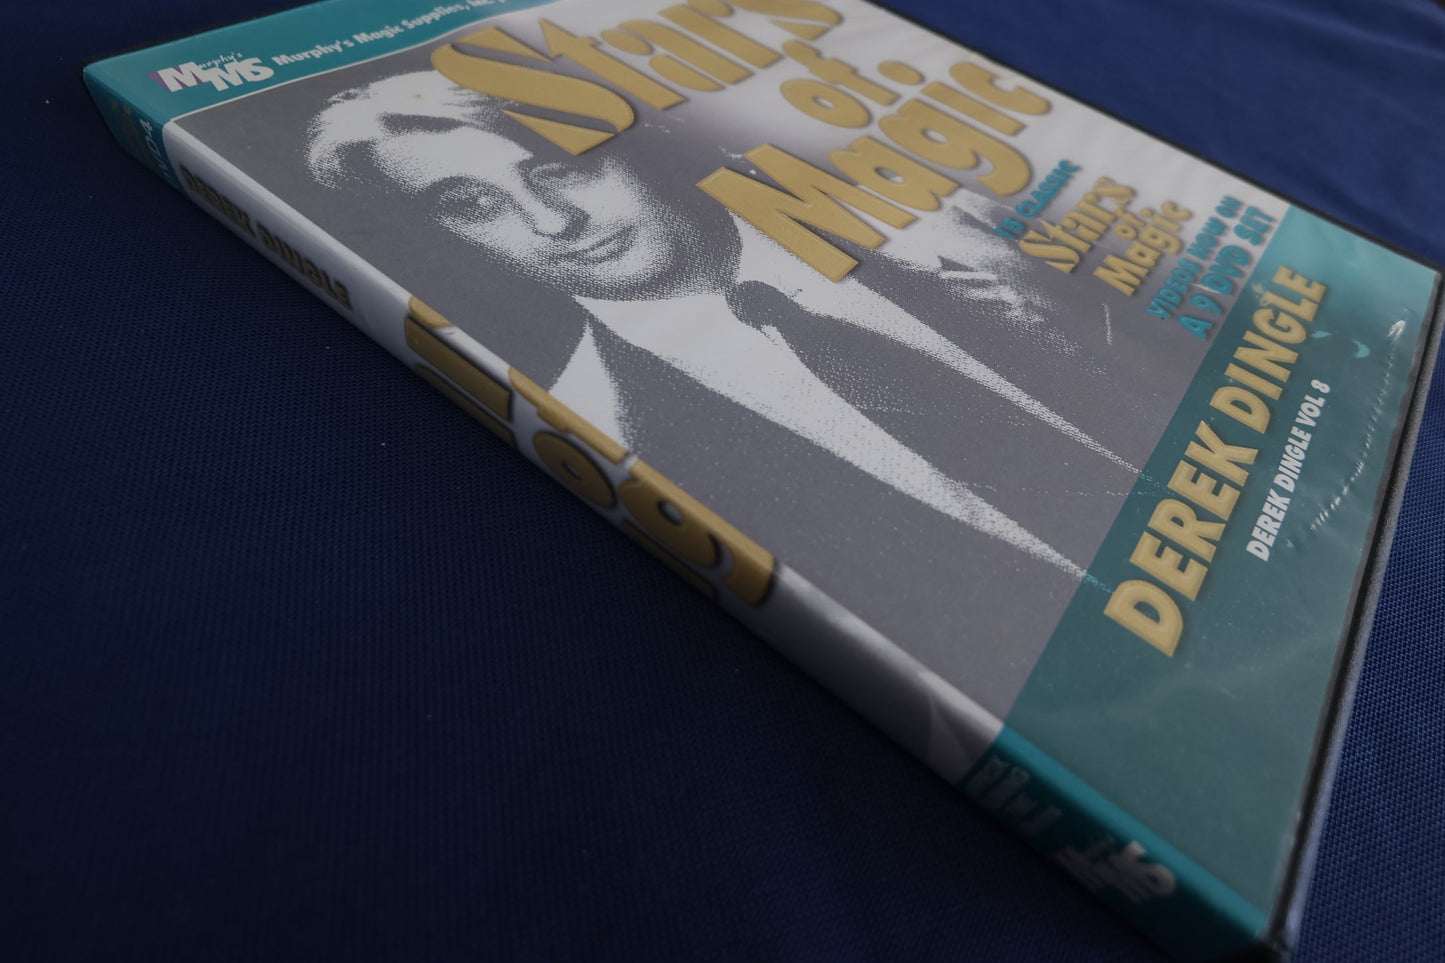 Murphy's
MMS
Murphy's Magic Supplies, Inc
Stars
of
Magic
15 CLASSIC
Stars
of
Magic
VIDEOS NOW ON
A 9 DVD SET
DEREK DINGLE
DEREK DINGLE VOL 8
DEREK DINGLE